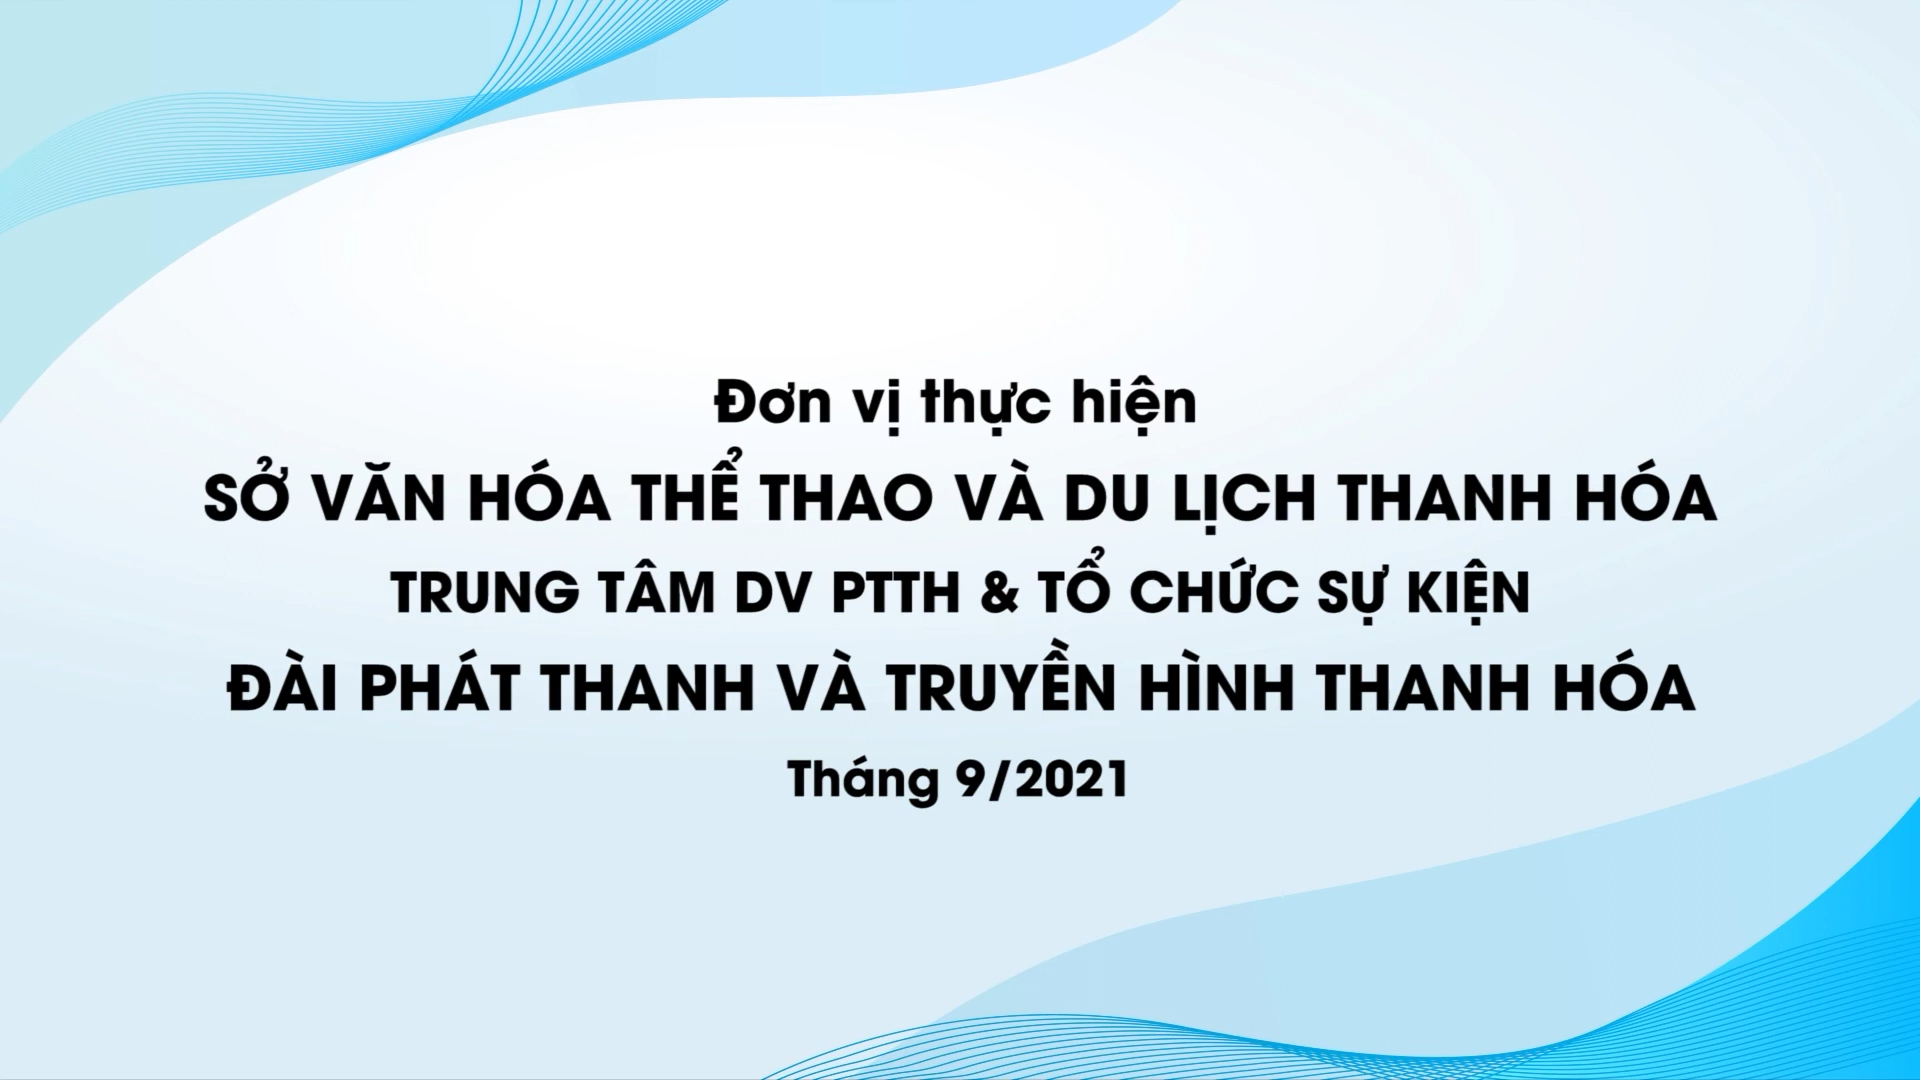 Đơn vị thực hiện
SỞ VĂN HÓA THỂ THAO VÀ DU LỊCH THANH HÓA
TRUNG TÂM DV PTTH & TỔ CHỨC SỰ KIỆN
ĐÀI PHÁT THANH VÀ TRUYỀN HÌNH THANH HÓA
Tháng 9/2021